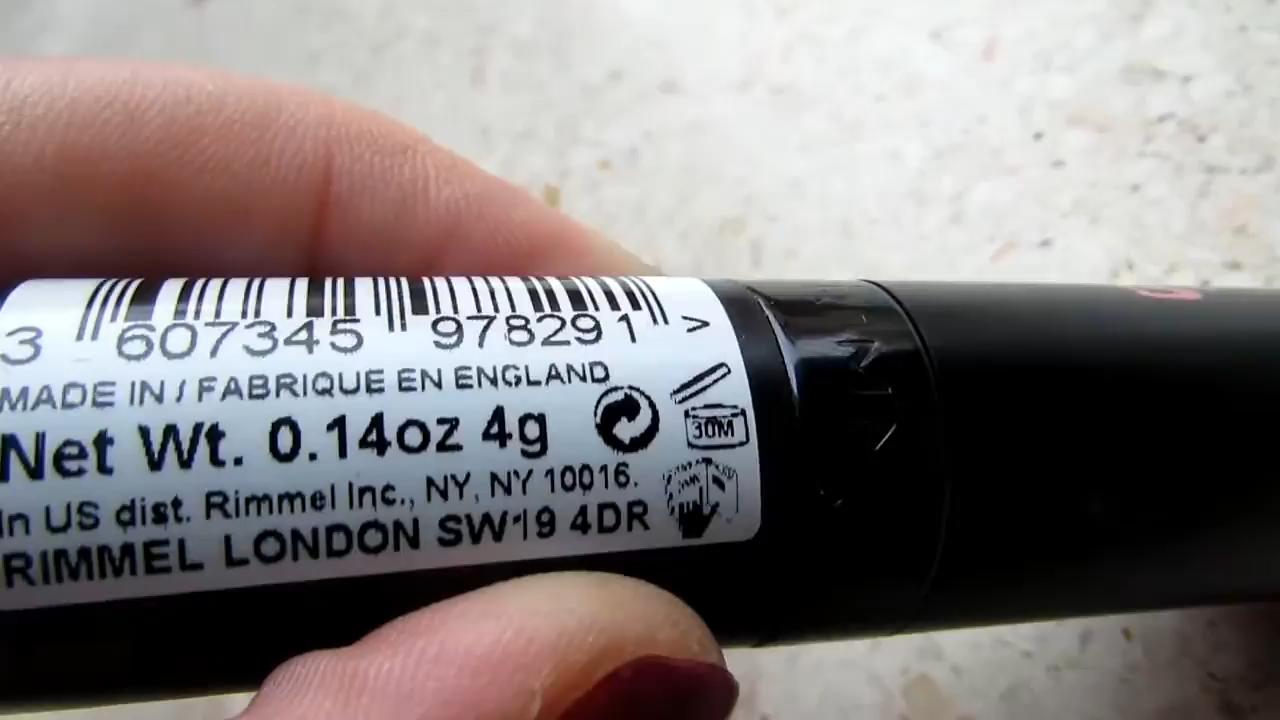 3 607345 978291 >
MADE IN / FABRIQUE EN ENGLAND
Net Wt. 0.14oz 4g
30M
In US dist. Rimmel Inc., NY, NY 10016.
RIMMEL LONDON SW19 4DR